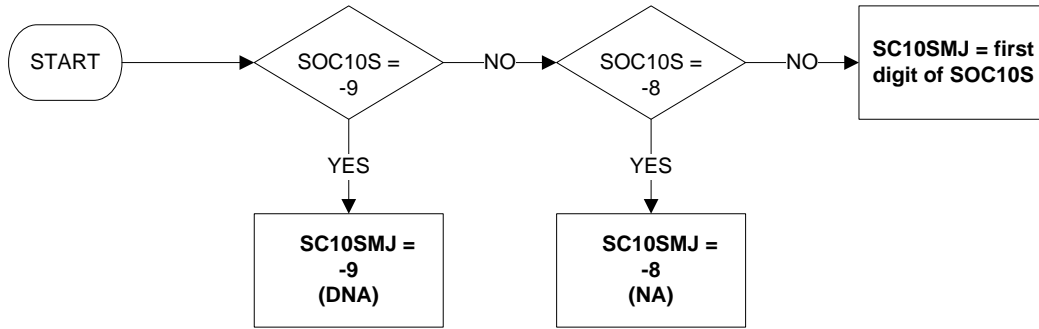 START
SOC10S =
-9
NO
SOC10S =
-8
NO
SC10SMJ = first
digit of SOC10S
YES
YES
SC10SMJ =
-9
(DNA)
SC10SMJ =
-8
(NA)